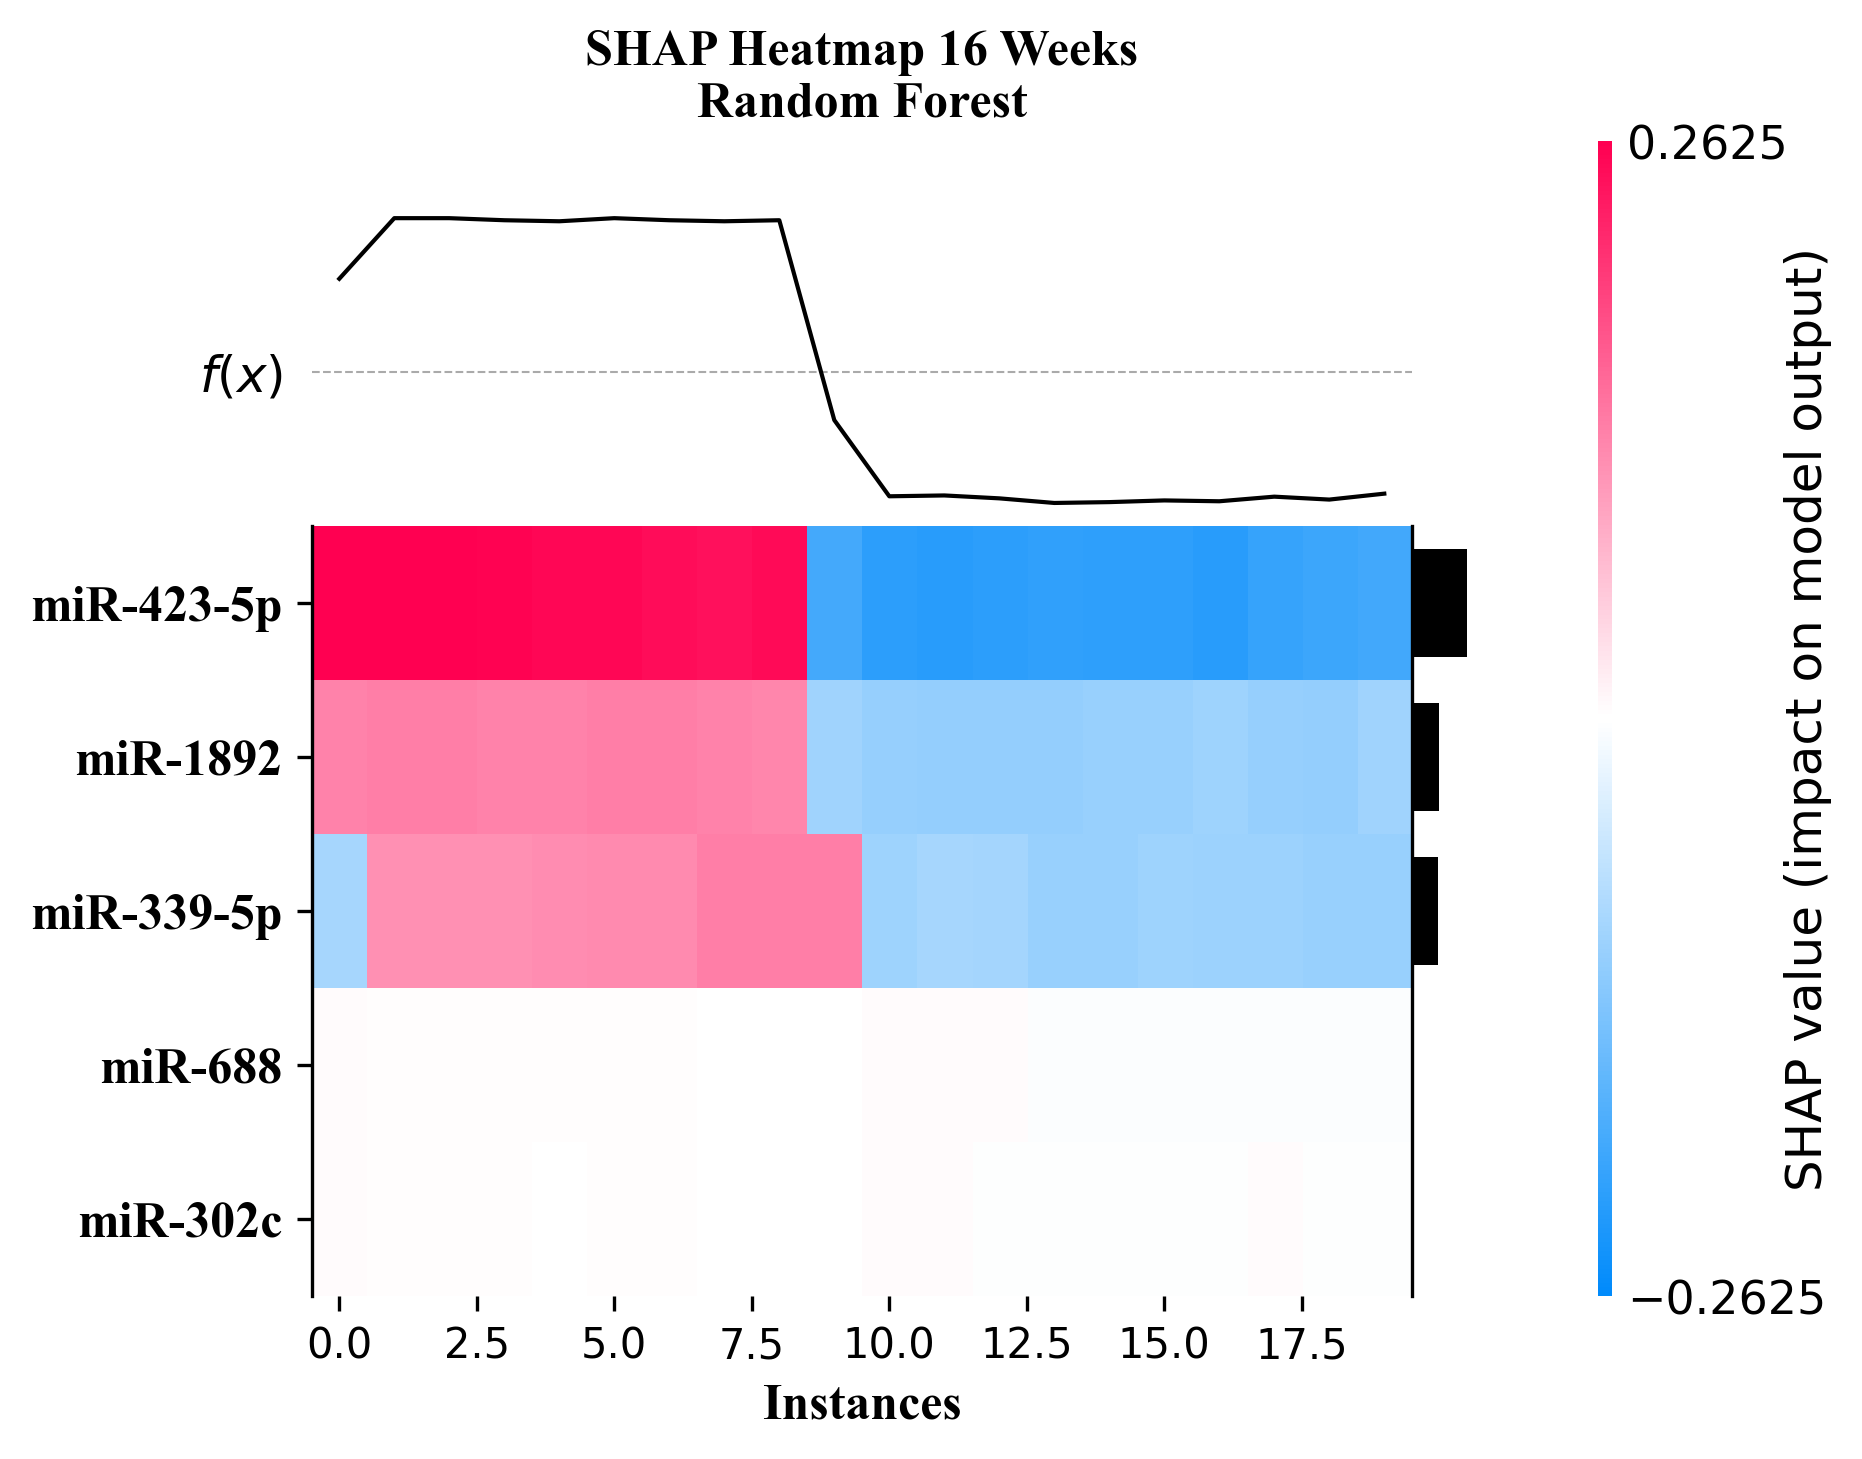 SHAP Heatmap 16 Weeks
Random Forest
0.2625
f(x)
miR-423-5p
miR-1892
miR-339-5p
miR-688
miR-302c
SHAP value (impact on model output)
−0.2625
0.0 2.5 5.0 7.5 10.0 12.5 15.0 17.5
Instances